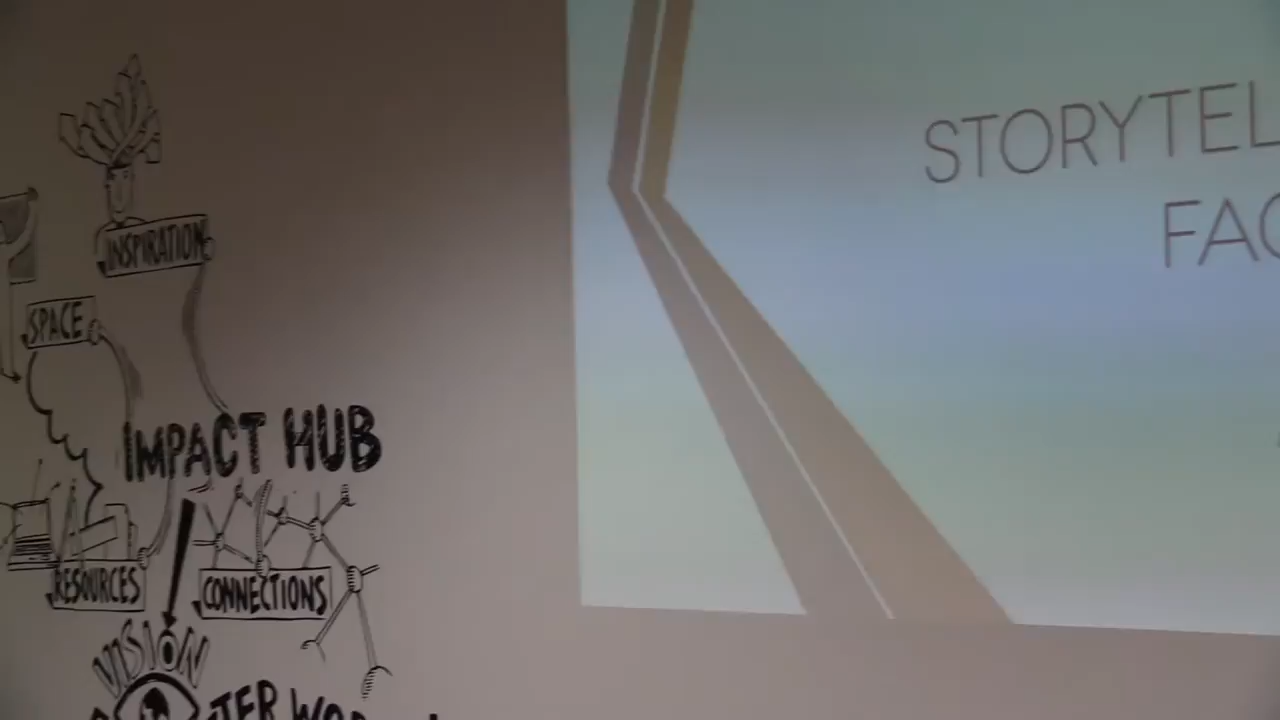 INSPIRATION
SPACE
IMPACT HUB
RESOURCES
CONNECTIONS
VISION
STORYTEL
FAC